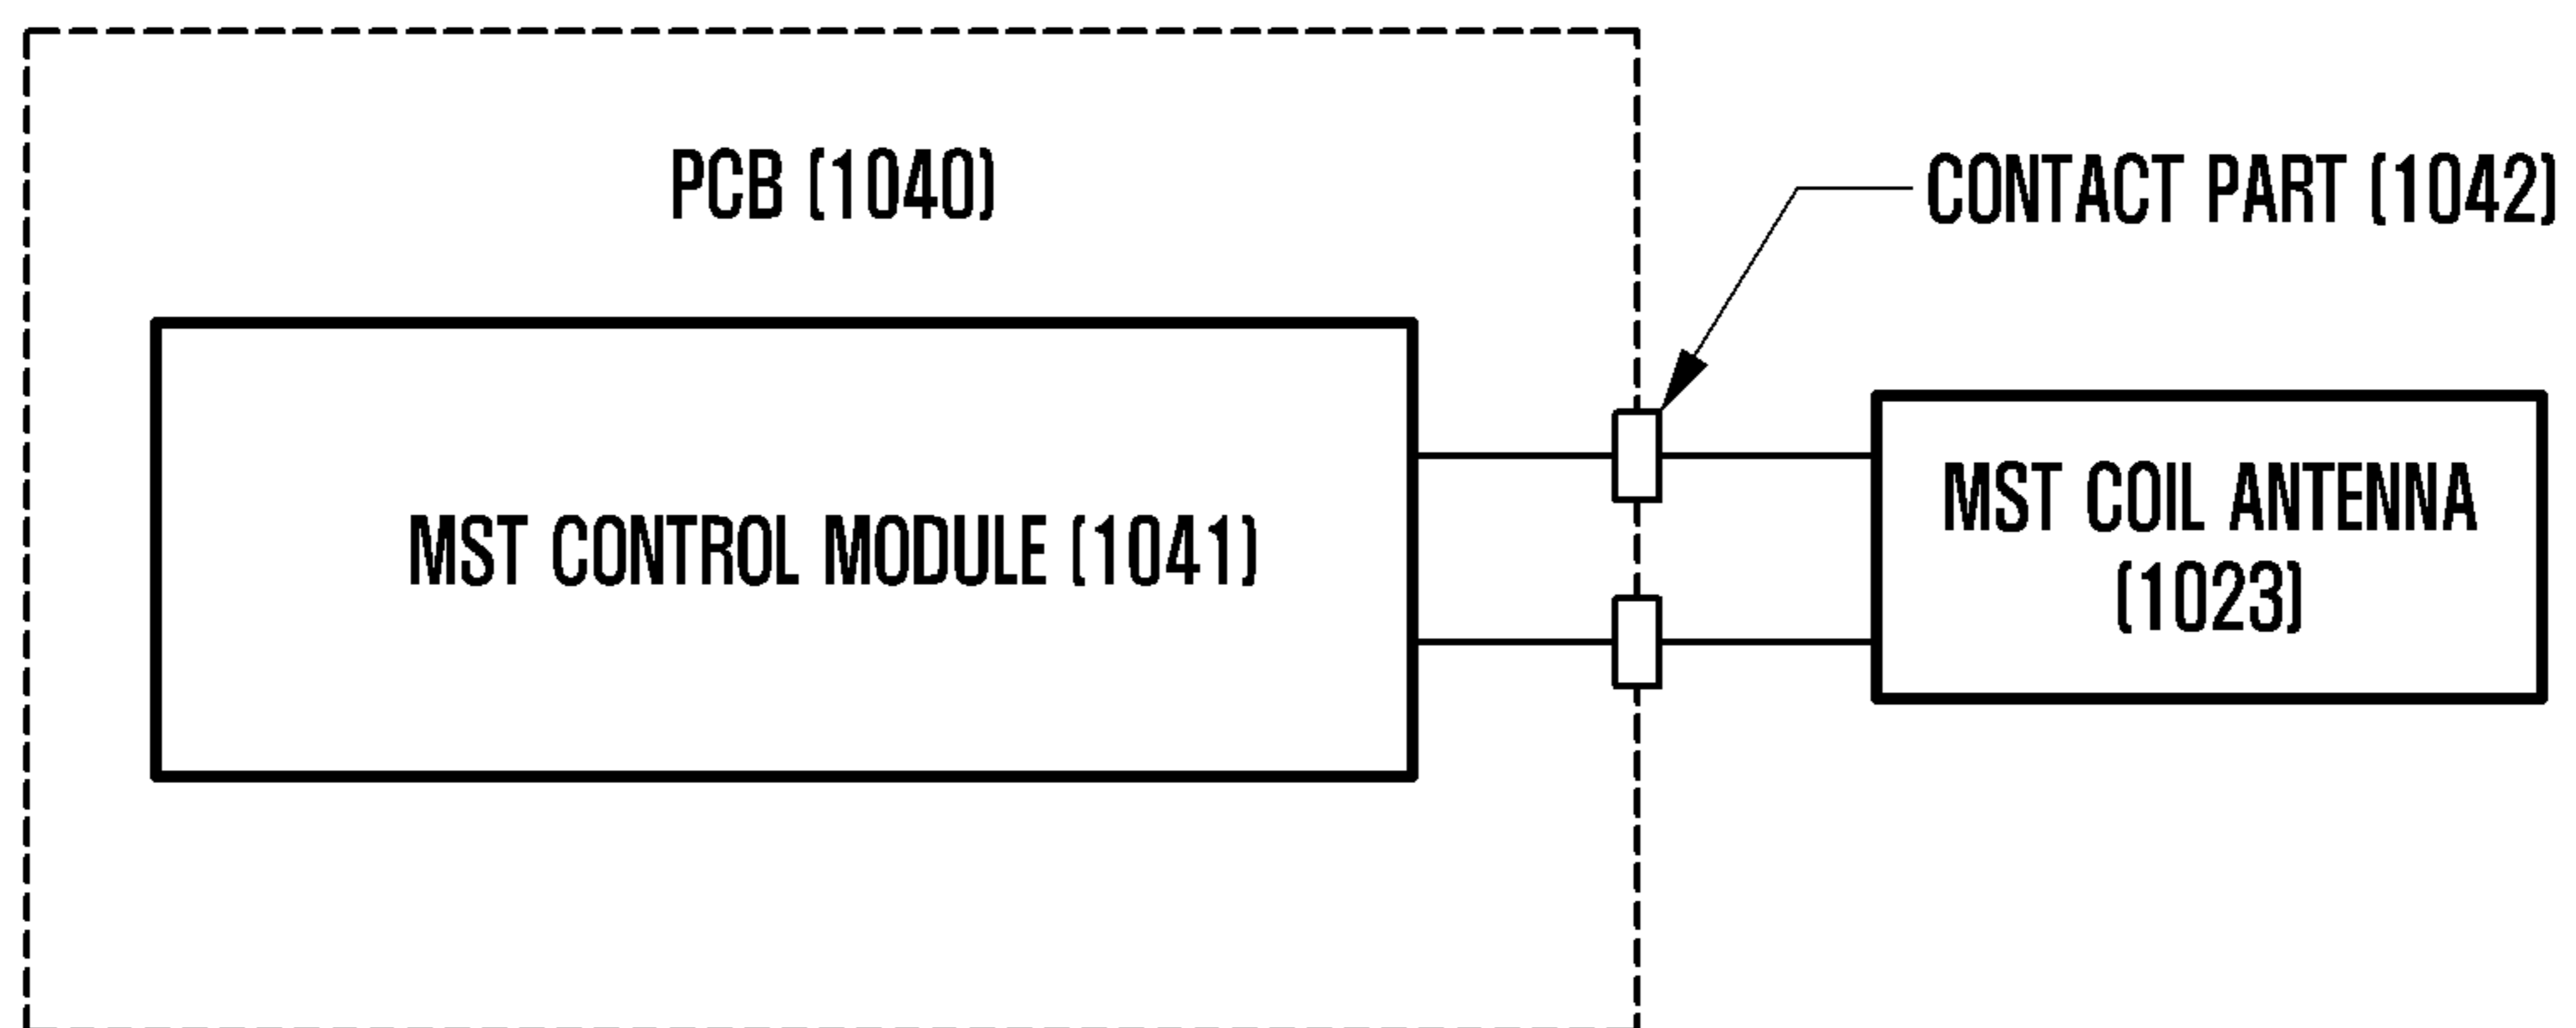 PCB (1040)
CONTACT PART (1042)
MST CONTROL MODULE (1041)
MST COIL ANTENNA
(1023)